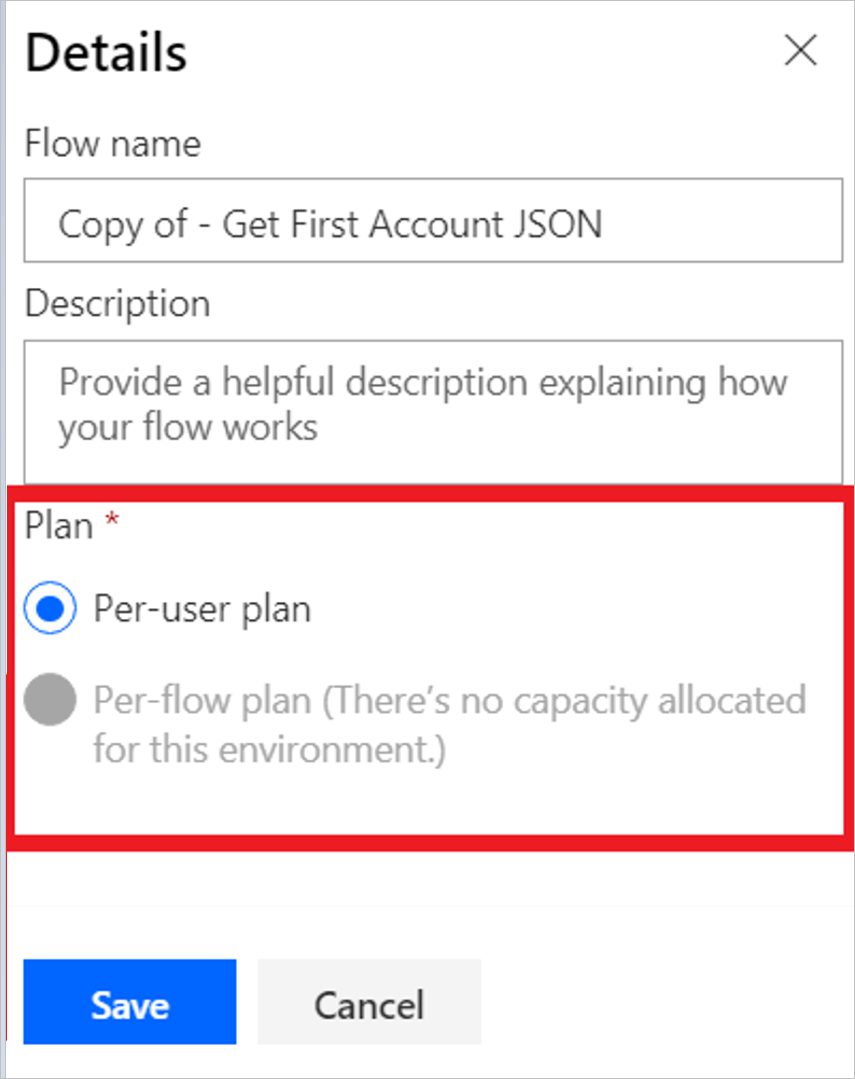 Details
Flow name
Copy of - Get First Account JSON
Description
Provide a helpful description explaining how
your flow works
Plan *
Per-user plan
Per-flow plan (There’s no capacity allocated
for this environment.)
Save
Cancel